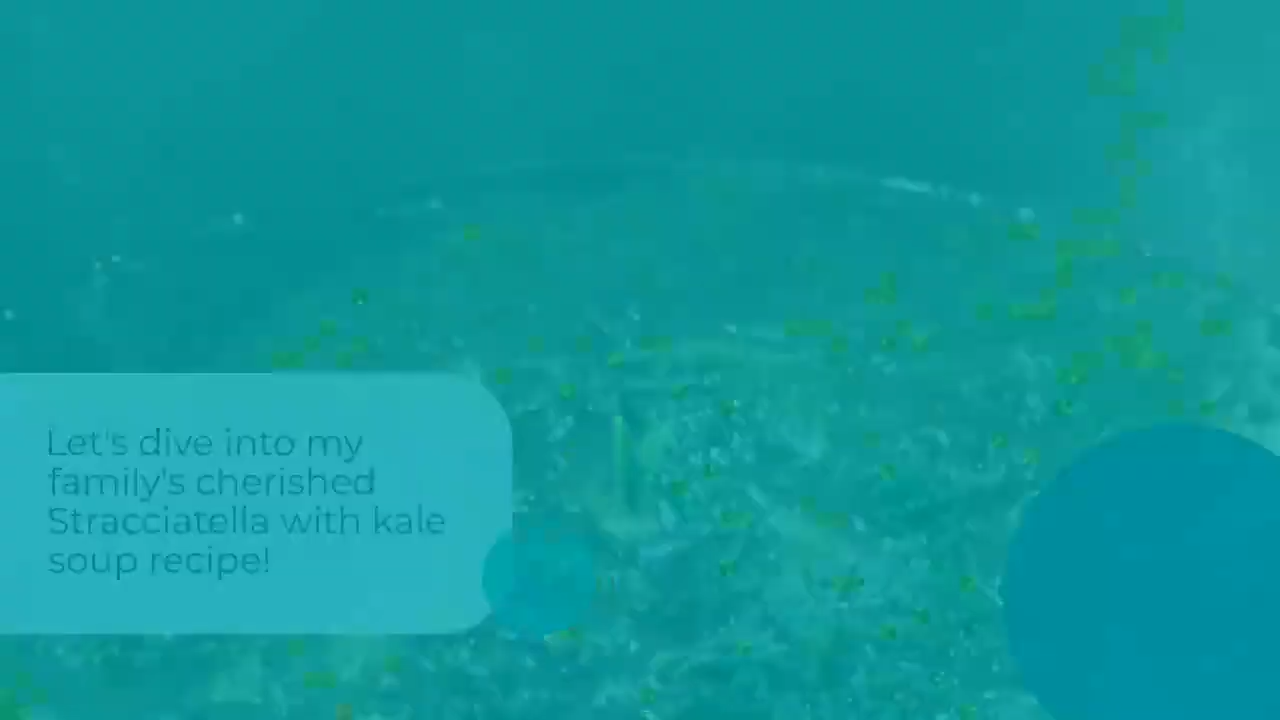 Let's dive into my
family's cherished
Stracciatella with kale
soup recipe!